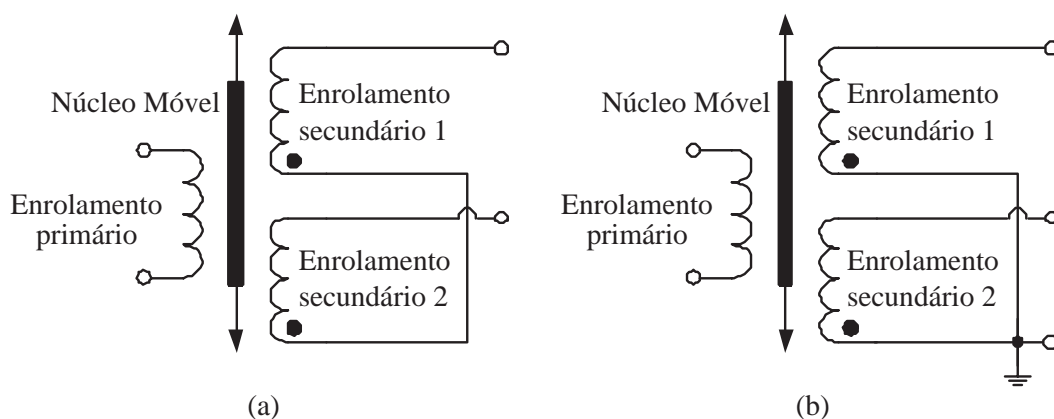 Núcleo Móvel
Enrolamento
primário
Enrolamento
secundário 1
Enrolamento
secundário 2
(a)
Núcleo Móvel
Enrolamento
primário
Enrolamento
secundário 1
Enrolamento
secundário 2
(b)